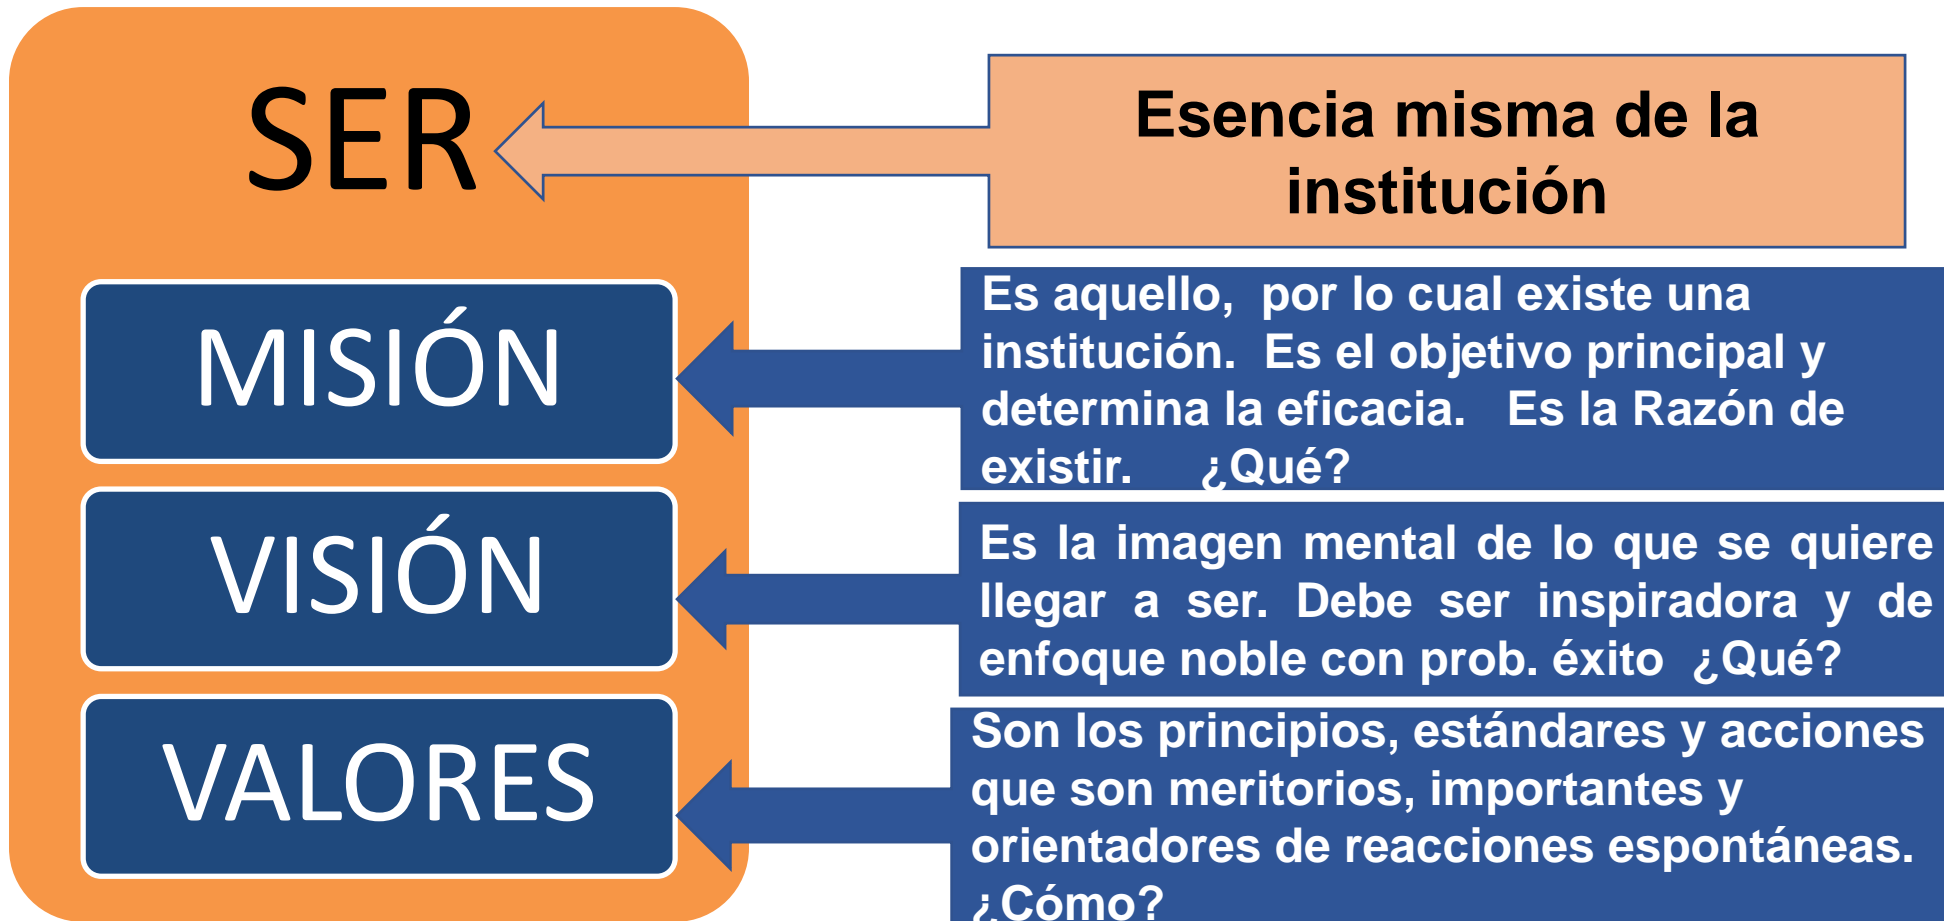 SER
Esencia misma de la
institución
MISIÓN
Es aquello, por lo cual existe una
institución. Es el objetivo principal y
determina la eficacia. Es la Razón de
existir. ¿Qué?
VISIÓN
Es la imagen mental de lo que se quiere
llegar a ser. Debe ser inspiradora y de
enfoque noble con prob. éxito ¿Qué?
VALORES
Son los principios, estándares y acciones
que son meritorios, importantes y
orientadores de reacciones espontáneas.
¿Cómo?